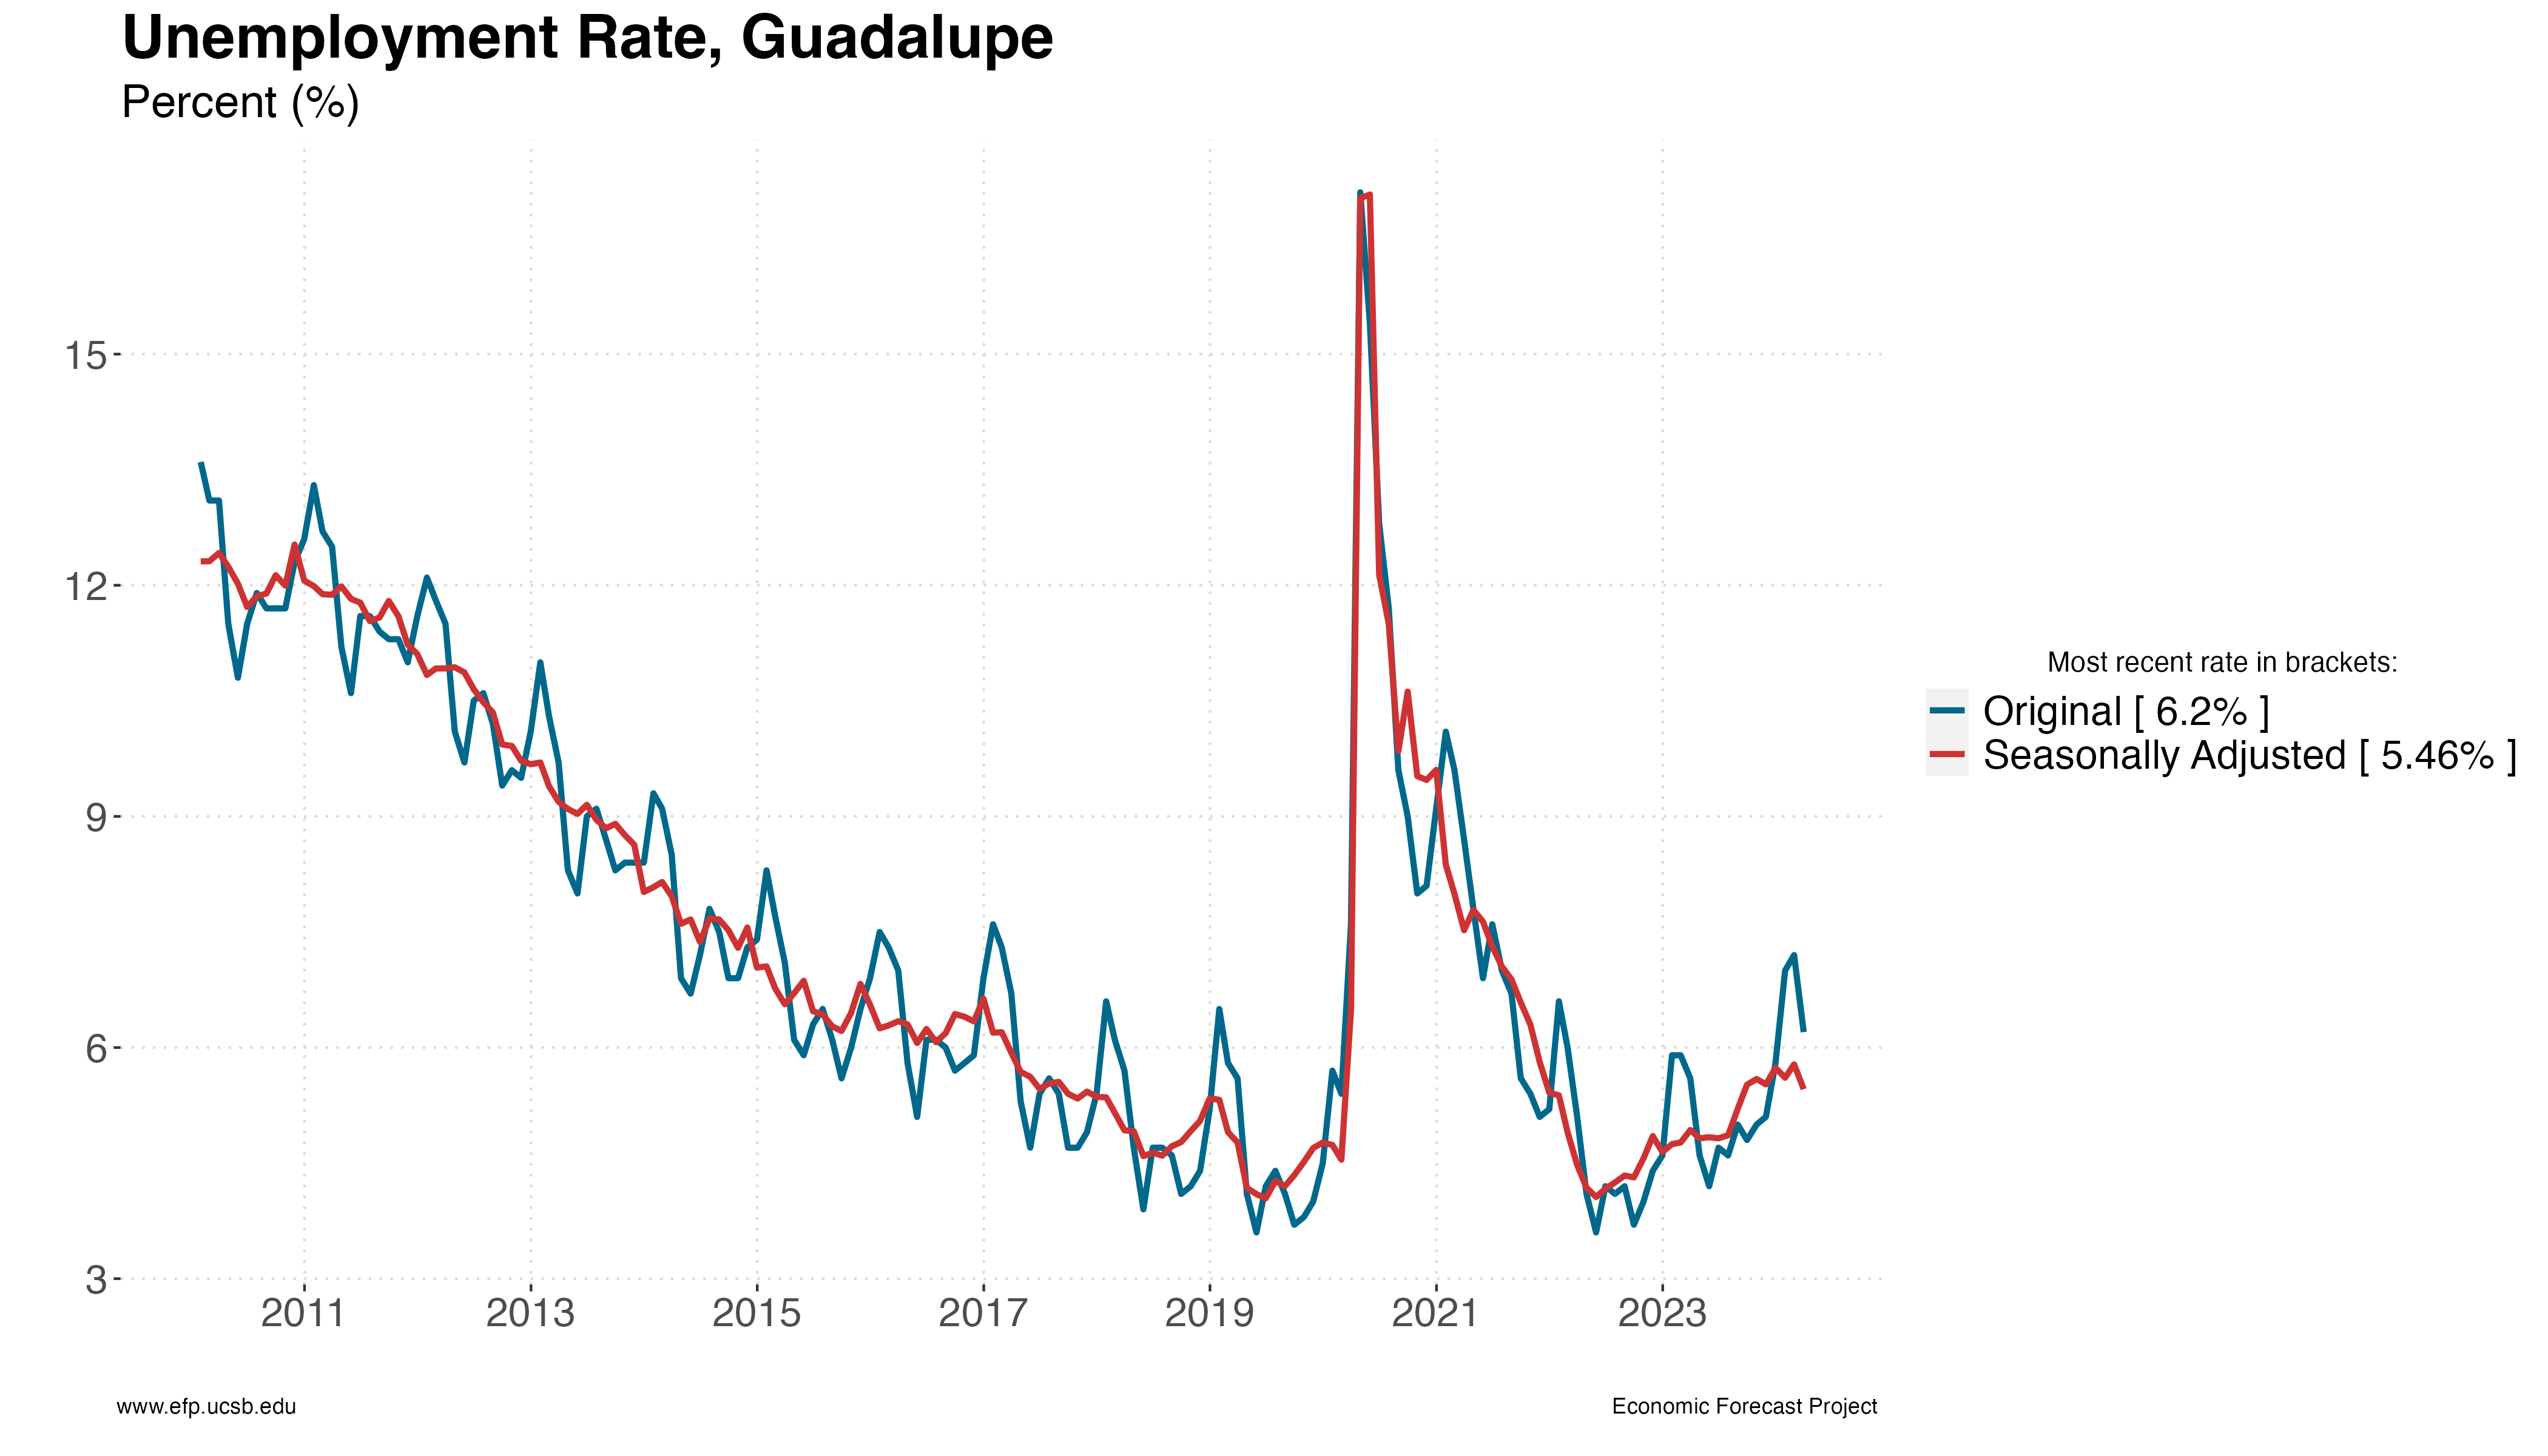 Unemployment Rate, Guadalupe
Percent (%)
15
12
9
6
3
2011
2013
2015
2017
2019
2021
2023
Most recent rate in brackets:
Original [ 6.2% ]
Seasonally Adjusted [ 5.46% ]
www.efp.ucsb.edu
Economic Forecast Project